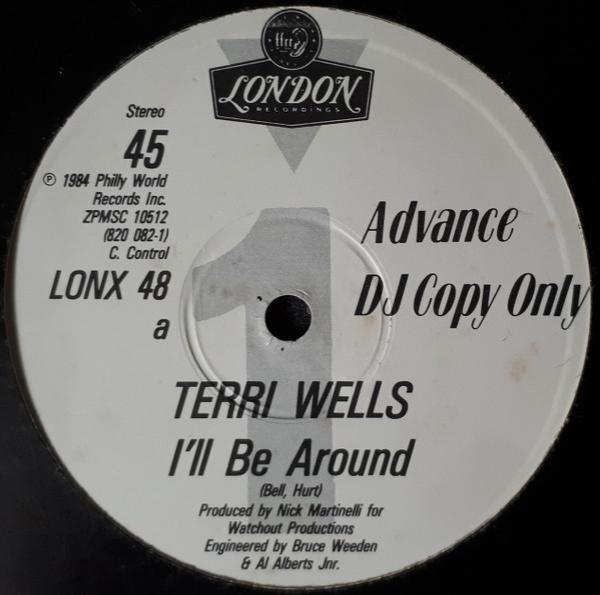 ffrr
LONDON
RECORDINGS
Stereo
45
℗ 1984 Philly World
Records Inc.
ZPMSC 10512
(820 082-1)
C. Control
LONX 48
a
1
Advance
DJ Copy Only
TERRI WELLS
I'll Be Around
(Bell, Hurt)
Produced by Nick Martinelli for
Watchout Productions
Engineered by Bruce Weeden
& Al Alberts Jnr.